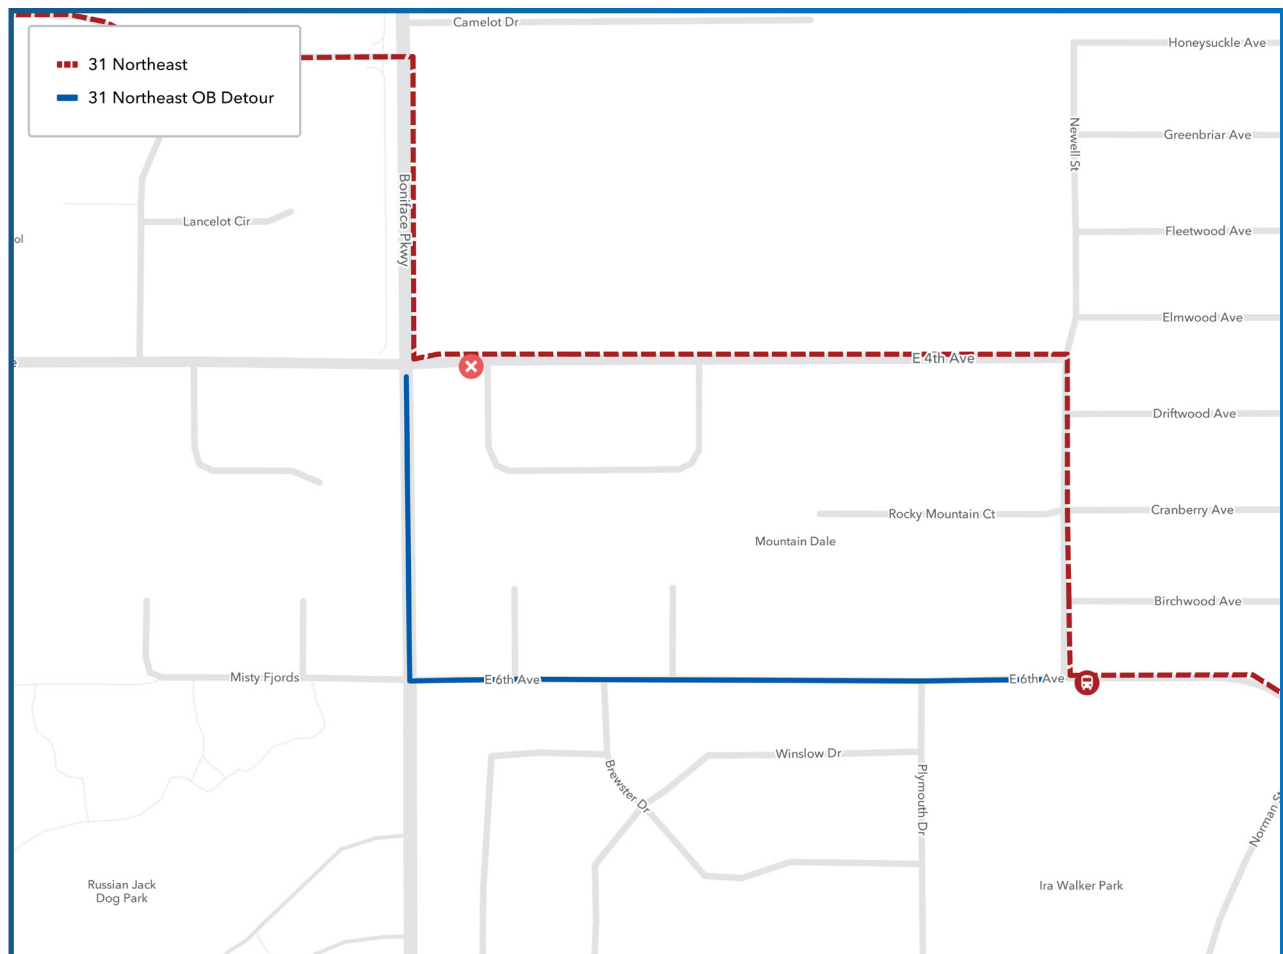 Camelot Dr
Honeysuckle Ave
31 Northeast
31 Northeast OB Detour
Newell St
Greenbriar Ave
Boniface Pkwy
Lancelot Cir
Fleetwood Ave
ol
Elmwood Ave
E 4th Ave
e
Driftwood Ave
Rocky Mountain Ct
Cranberry Ave
Mountain Dale
Birchwood Ave
Misty Fjords
E 6th Ave
E 6th Ave
Winslow Dr
Brewster Dr
Plymouth Dr
Norman St
Russian Jack
Dog Park
Ira Walker Park